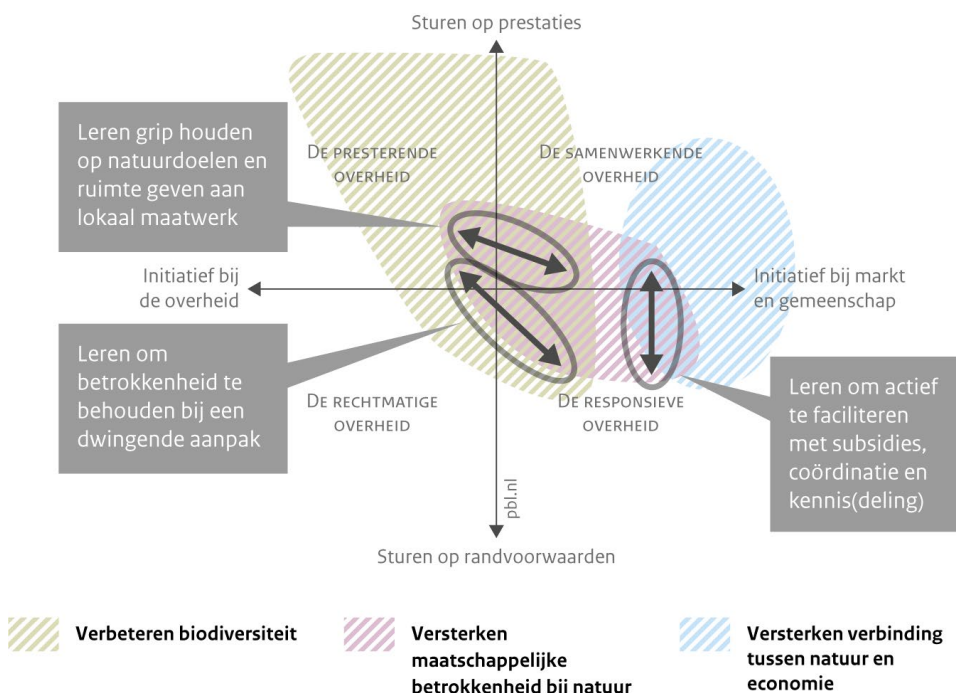 Sturen op prestaties
Leren grip houden
op natuurdoelen en
ruimte geven aan
lokaal maatwerk
De presterende
overheid
De samenwerkende
overheid
Initiatief bij
de overheid
Initiatief bij markt
en gemeenschap
Leren om
betrokkenheid te
behouden bij een
dwingende aanpak
De rechtmatige
overheid
De responsieve
overheid
Leren om actief
te faciliteren
met subsidies,
coördinatie en
kennis(deling)
pbl.nl
Sturen op randvoorwaarden
Verbeteren biodiversiteit
Versterken
maatschappelijke
betrokkenheid bij natuur
Versterken verbinding
tussen natuur en
economie